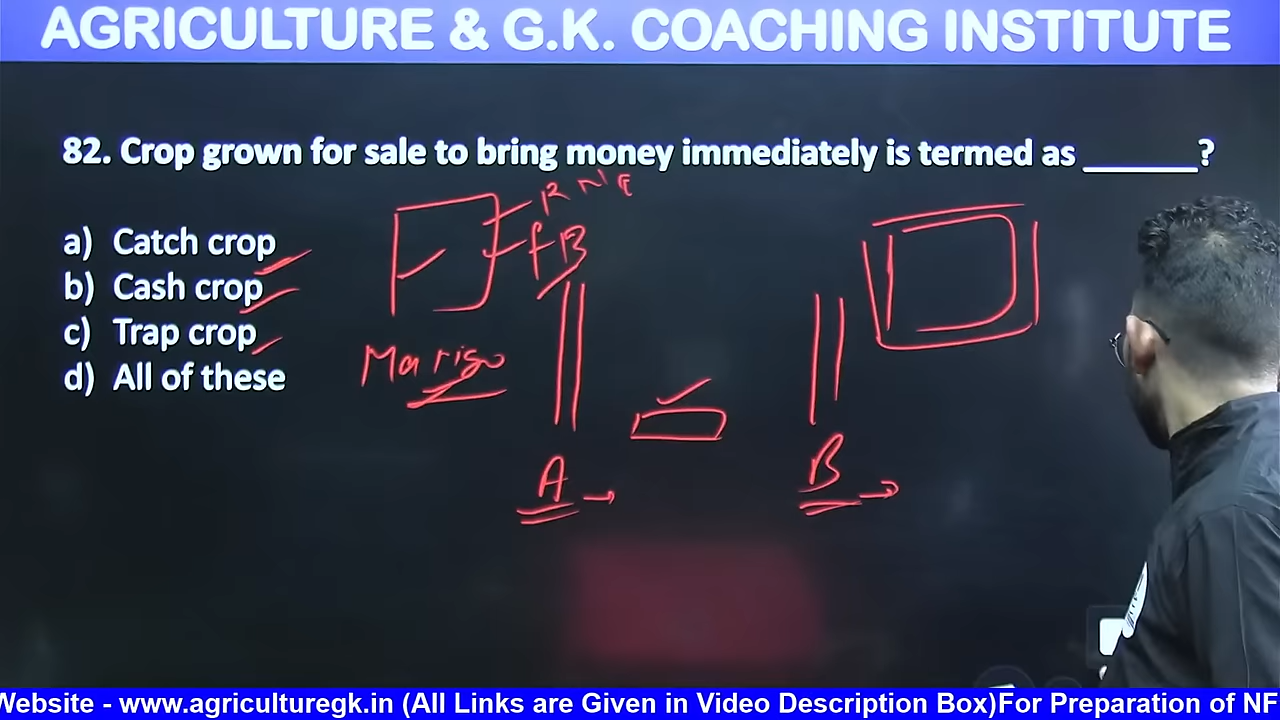 AGRICULTURE & G.K. COACHING INSTITUTE
82. Crop grown for sale to bring money immediately is termed as _______?
a) Catch crop
b) Cash crop
c) Trap crop
d) All of these
fB
Marigo
A
B
Website - www.agriculturegk.in (All Links are Given in Video Description Box)For Preparation of NF